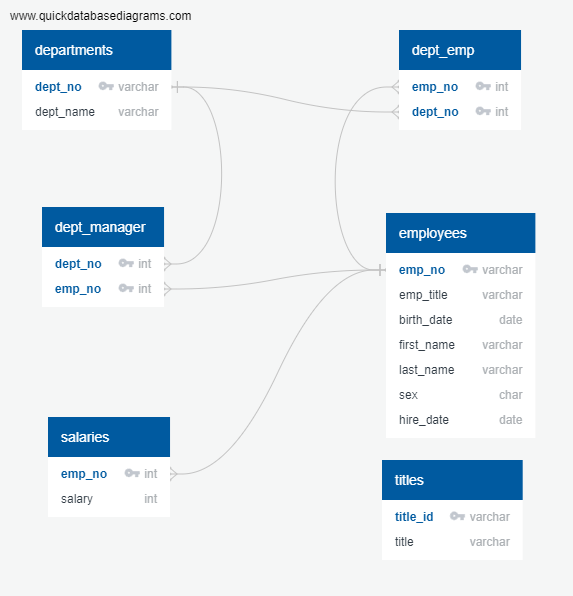 www.quickdatabasediagrams.com
departments
dept_no varchar
dept_name varchar
dept_emp
emp_no int
dept_no int
dept_manager
dept_no int
emp_no int
employees
emp_no varchar
emp_title varchar
birth_date date
first_name varchar
last_name varchar
sex char
hire_date date
salaries
emp_no int
salary int
titles
title_id varchar
title varchar